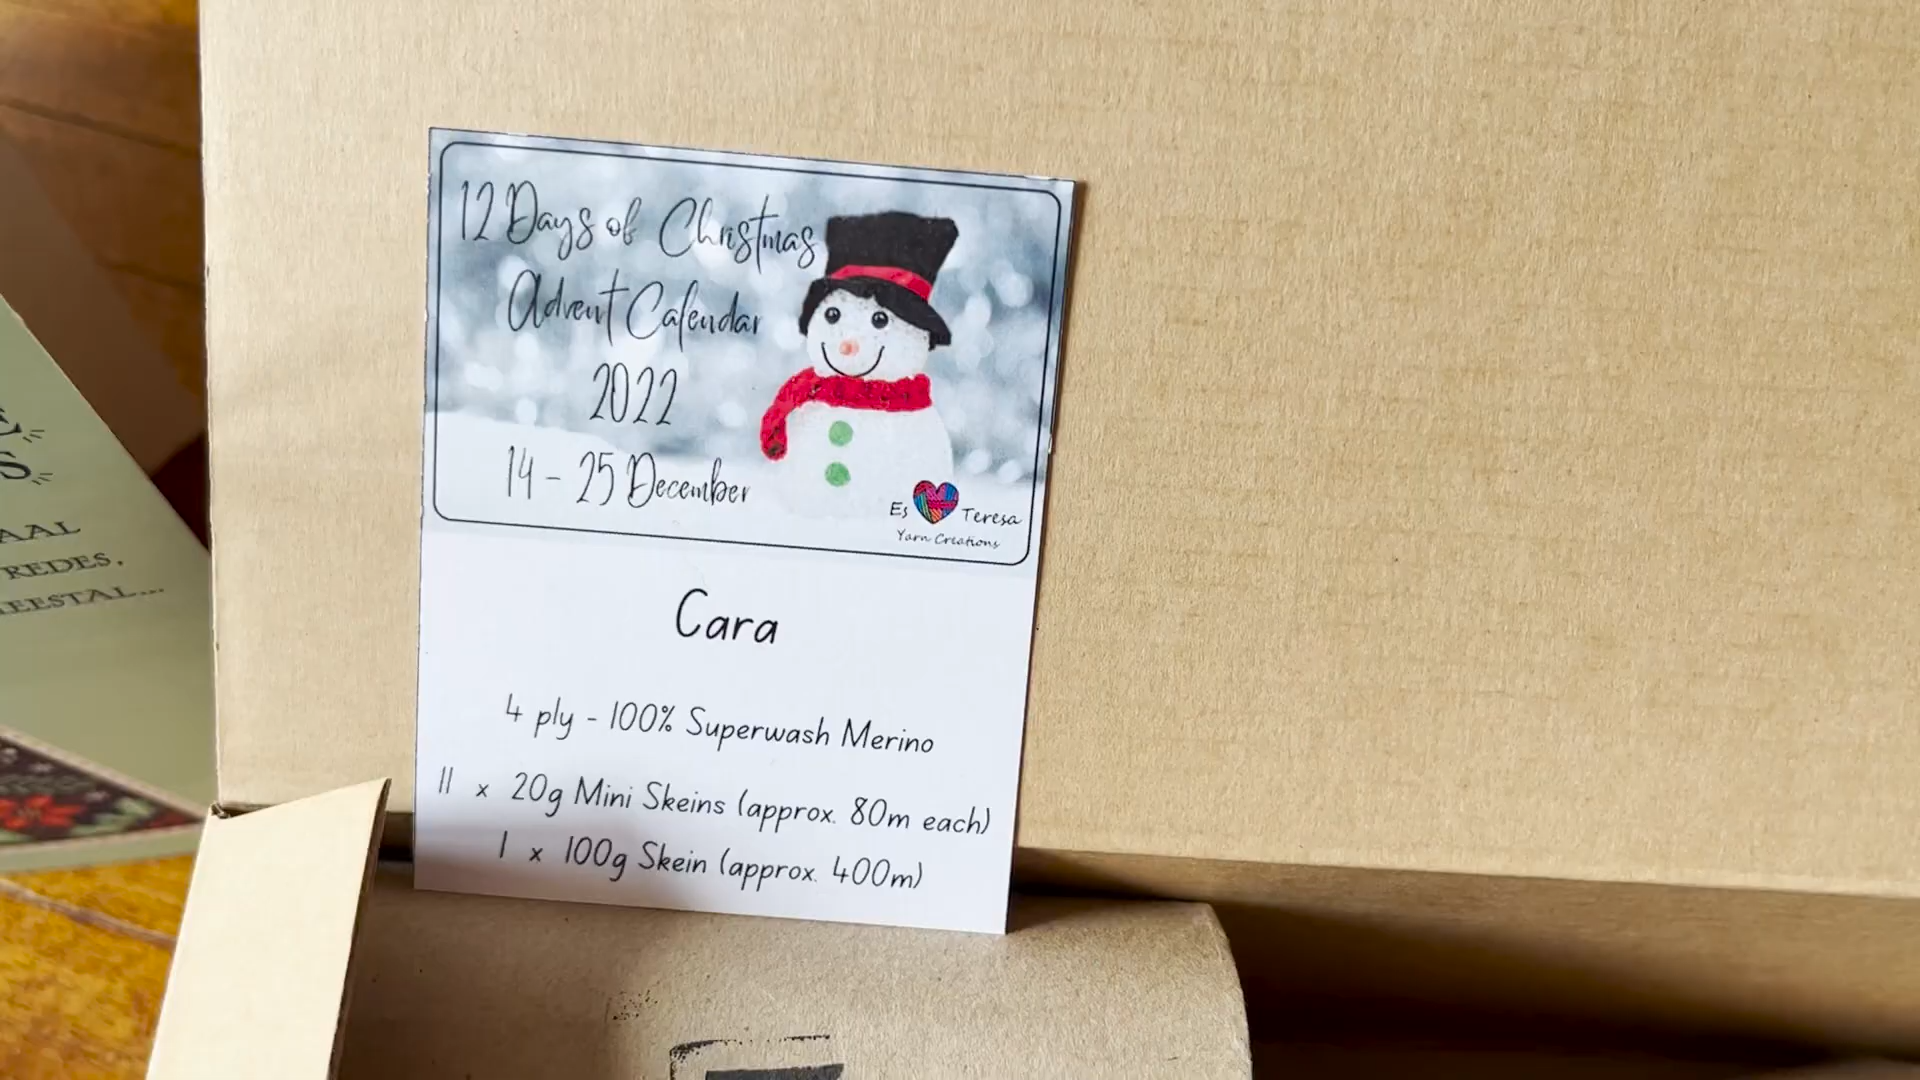 12 Days of Christmas
Advent Calendar
2022
14 - 25 December
Es Teresa
Yarn Creations
Cara
4 ply - 100% Superwash Merino
11 x 20g Mini Skeins (approx. 80m each)
1 x 100g Skein (approx. 400m)